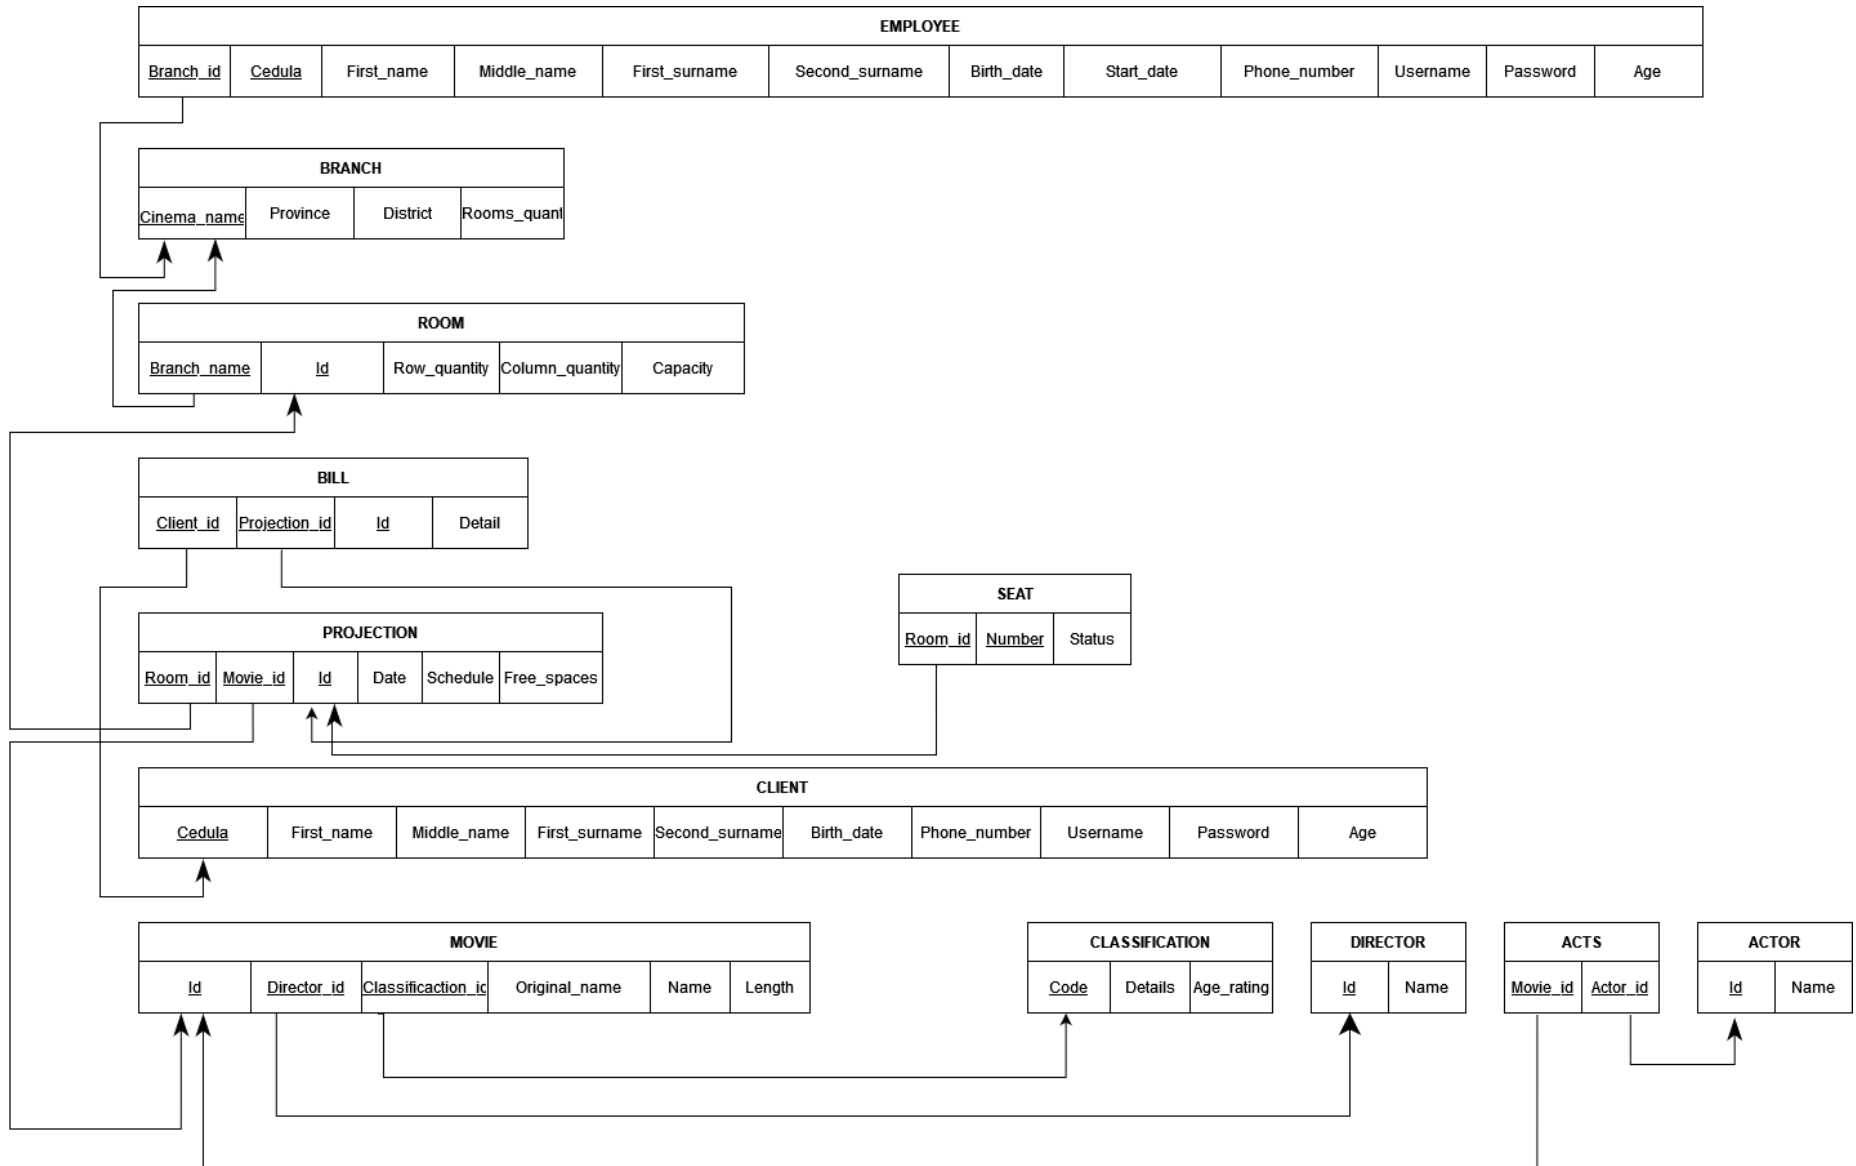 EMPLOYEE
Branch_id Cedula First_name Middle_name First_surname Second_surname Birth_date Start_date Phone_number Username Password Age
BRANCH
Cinema_name Province District Rooms_quant
ROOM
Branch_name Id Row_quantity Column_quantity Capacity
BILL
Client_id Projection_id Id Detail
SEAT
Room_id Number Status
PROJECTION
Room_id Movie_id Id Date Schedule Free_spaces
CLIENT
Cedula First_name Middle_name First_surname Second_surname Birth_date Phone_number Username Password Age
MOVIE CLASSIFICATION DIRECTOR ACTS ACTOR
Id Director_id Classificaction_id Original_name Name Length Code Details Age_rating Id Name Movie_id Actor_id Id Name